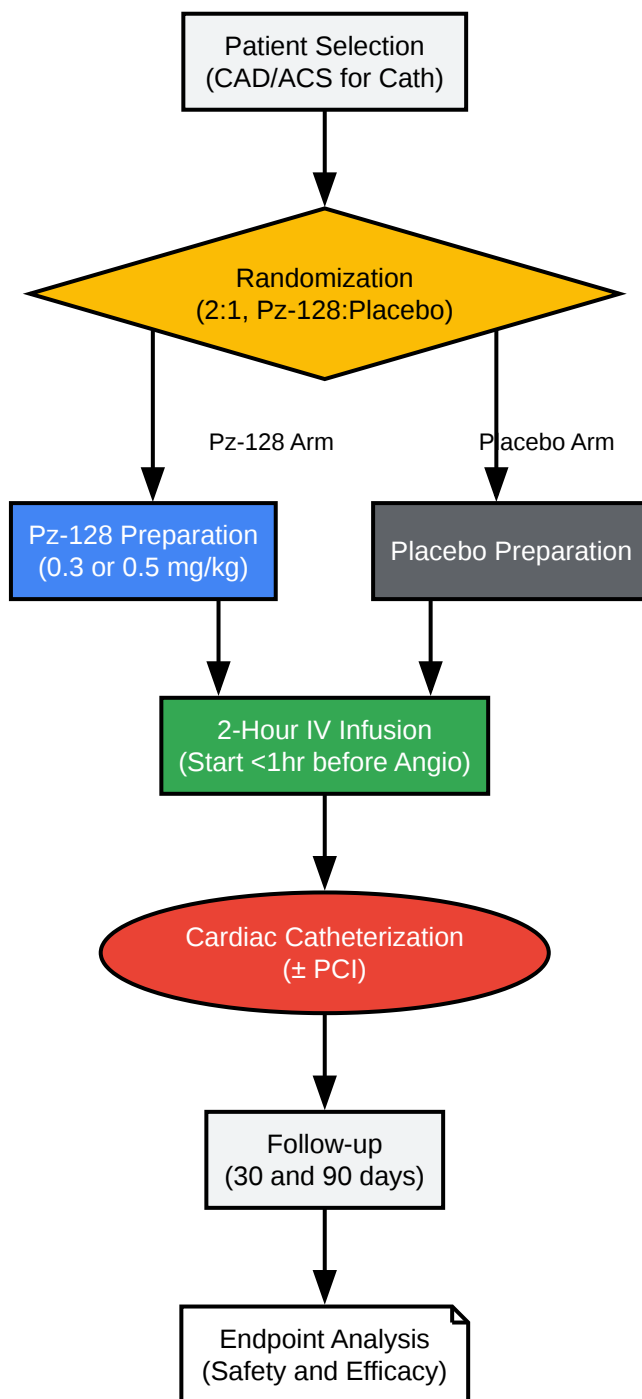 Patient Selection
(CAD/ACS for Cath)
Randomization
(2:1, Pz-128:Placebo)
Pz-128 Arm
Placebo Arm
Pz-128 Preparation
(0.3 or 0.5 mg/kg)
Placebo Preparation
2-Hour IV Infusion
(Start <1hr before Angio)
Cardiac Catheterization
(± PCI)
Follow-up
(30 and 90 days)
Endpoint Analysis
(Safety and Efficacy)